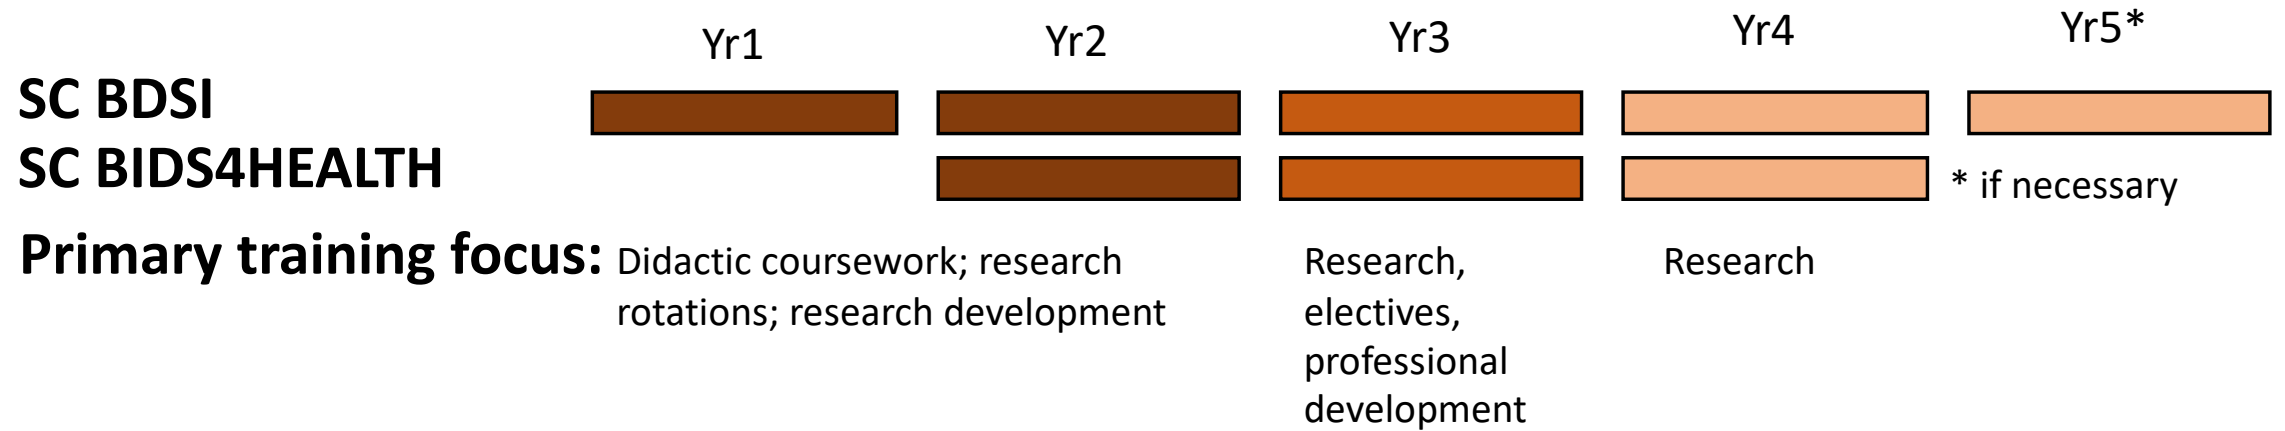 Yr1 Yr2 Yr3 Yr4 Yr5*
SC BDSI
SC BIDS4HEALTH
* if necessary
Primary training focus:
Didactic coursework; research
rotations; research development
Research,
electives,
professional
development
Research